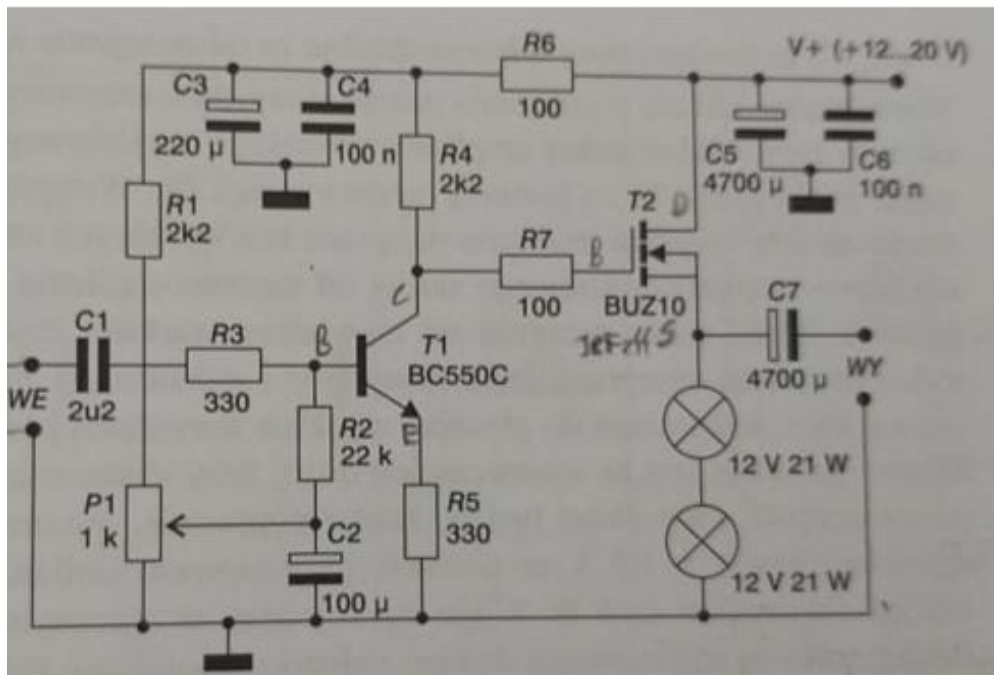 R6
V+ (+12...20 V)
C3
C4
100
220 µ
100 n
R4
2k2
C5
4700 µ
C6
100 n
R1
2k2
T2
D
R7
B
100
BUZ10
C
S
C7
4700 µ
WY
C1
R3
B
T1
BC550C
WE
2u2
330
R2
22 k
E
12 V 21 W
P1
1 k
C2
R5
330
100 µ
12 V 21 W